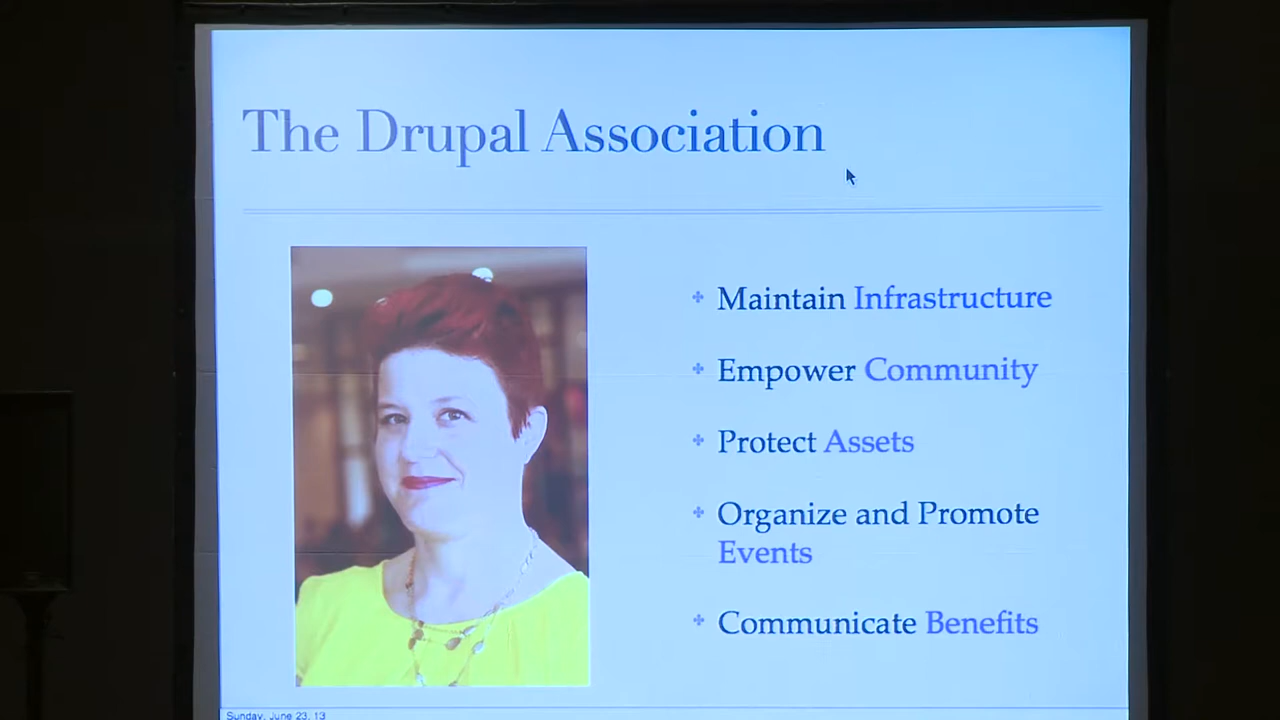 The Drupal Association
Maintain Infrastructure
Empower Community
Protect Assets
Organize and Promote
Events
Communicate Benefits
Sunday, June 23, 13